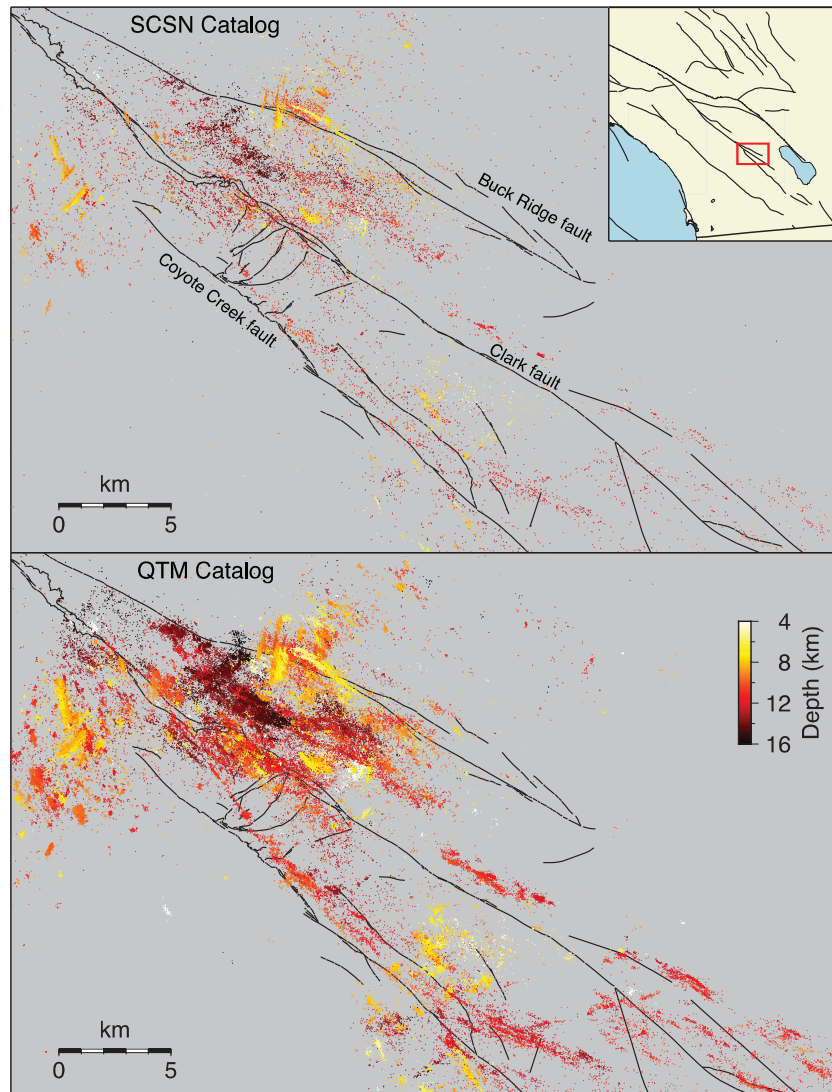 SCSN Catalog
Buck Ridge fault
Coyote Creek fault
Clark fault
km
0 5
QTM Catalog
4
8
12
16
Depth (km)
km
0 5